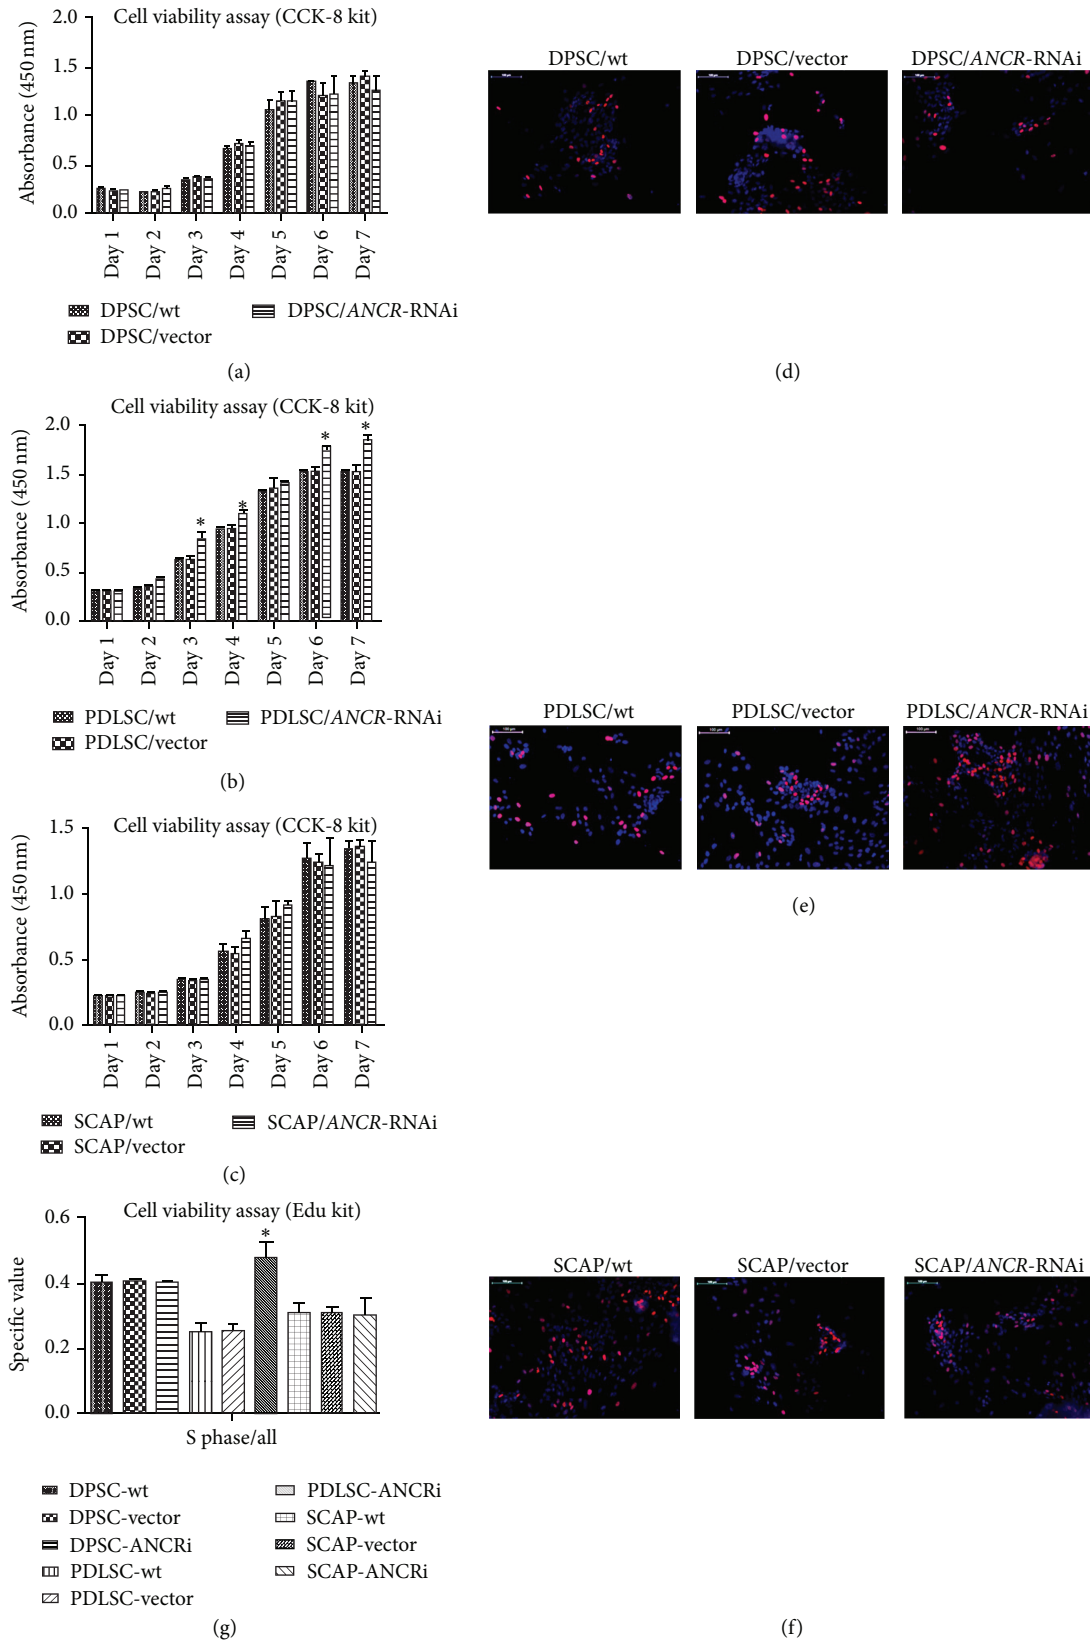 Cell viability assay (CCK-8 kit)
Absorbance (450 nm)
2.0
1.5
1.0
0.5
0.0
Day 1
Day 2
Day 3
Day 4
Day 5
Day 6
Day 7
DPSC/wt
DPSC/ANCR-RNAi
DPSC/vector
(a)
DPSC/wt
DPSC/vector
DPSC/ANCR-RNAi
(d)
Cell viability assay (CCK-8 kit)
Absorbance (450 nm)
2.0
1.5
1.0
0.5
0.0
*
*
*
*
Day 1
Day 2
Day 3
Day 4
Day 5
Day 6
Day 7
PDLSC/wt
PDLSC/ANCR-RNAi
PDLSC/vector
(b)
PDLSC/wt
PDLSC/vector
PDLSC/ANCR-RNAi
(e)
Cell viability assay (CCK-8 kit)
Absorbance (450 nm)
1.5
1.0
0.5
0.0
Day 1
Day 2
Day 3
Day 4
Day 5
Day 6
Day 7
SCAP/wt
SCAP/ANCR-RNAi
SCAP/vector
(c)
Cell viability assay (Edu kit)
Specific value
0.6
0.4
0.2
0.0
*
S phase/all
DPSC-wt
DPSC-vector
DPSC-ANCRi
PDLSC-wt
PDLSC-vector
PDLSC-ANCRi
SCAP-wt
SCAP-vector
SCAP-ANCRi
(g)
SCAP/wt
SCAP/vector
SCAP/ANCR-RNAi
(f)